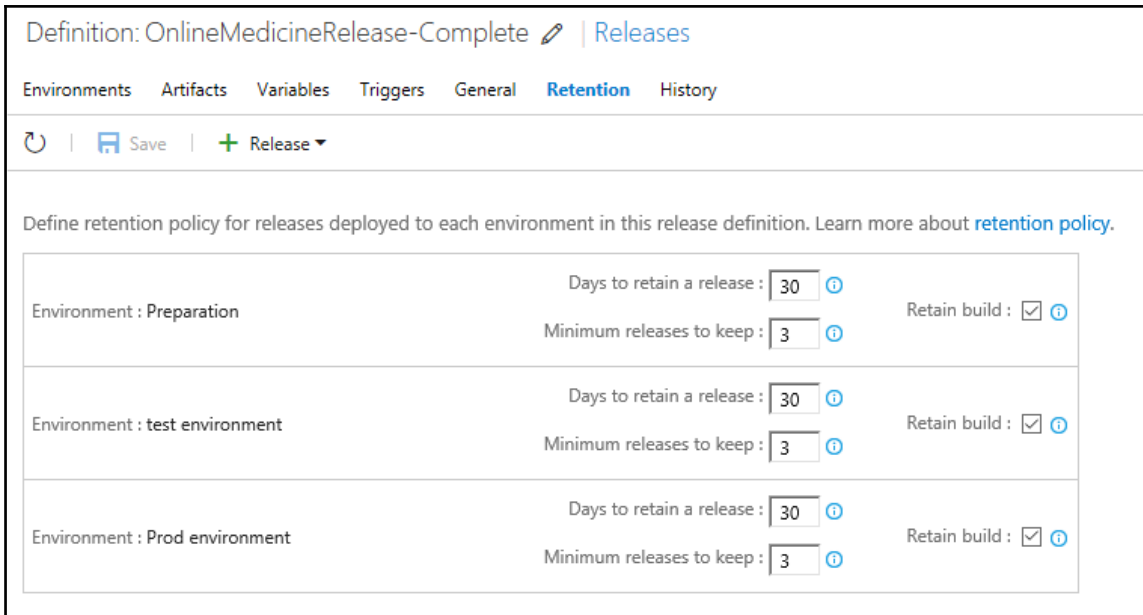 Definition: OnlineMedicineRelease-Complete | Releases
Environments Artifacts Variables Triggers General Retention History
Save + Release
Define retention policy for releases deployed to each environment in this release definition. Learn more about retention policy.
Environment : Preparation
Days to retain a release : 30
Minimum releases to keep : 3
Retain build :
Environment : test environment
Days to retain a release : 30
Minimum releases to keep : 3
Retain build :
Environment : Prod environment
Days to retain a release : 30
Minimum releases to keep : 3
Retain build :